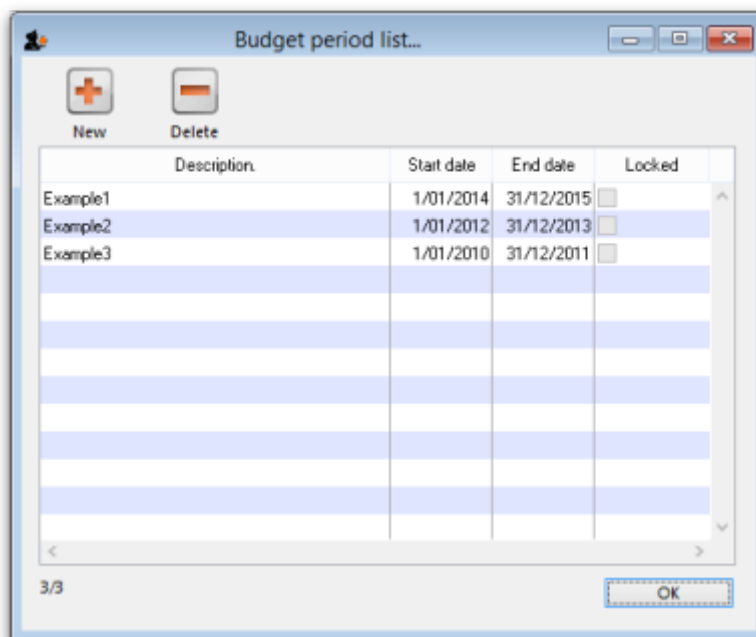 Budget period list...
New Delete
Description. Start date End date Locked
Example1 1/01/2014 31/12/2015
Example2 1/01/2012 31/12/2013
Example3 1/01/2010 31/12/2011
3/3 OK